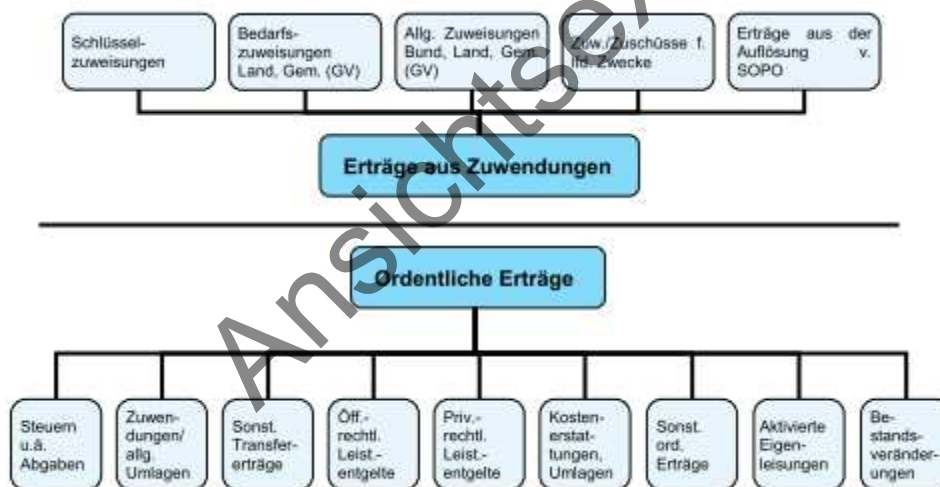 Schlüssel-
zuweisungen
Bedarfs-
zuweisungen
Land, Gem. (GV)
Allg. Zuweisungen
Bund, Land, Gem.
(GV)
Zuw./Zuschüsse f.
lfd. Zwecke
Erträge aus der
Auflösung v.
SOPO
Erträge aus Zuwendungen
Ordentliche Erträge
Steuern
u.ä.
Abgaben
Zuwen-
dungen/
allg.
Umlagen
Sonst.
Transfer-
erträge
Öff.-
rechtl.
Leist.-
entgelte
Priv.-
rechtl.
Leist.-
entgelte
Kosten-
erstat-
tungen,
Umlagen
Sonst.
ord.
Erträge
Aktivierte
Eigen-
leistungen
Be-
stands-
veränder-
ungen